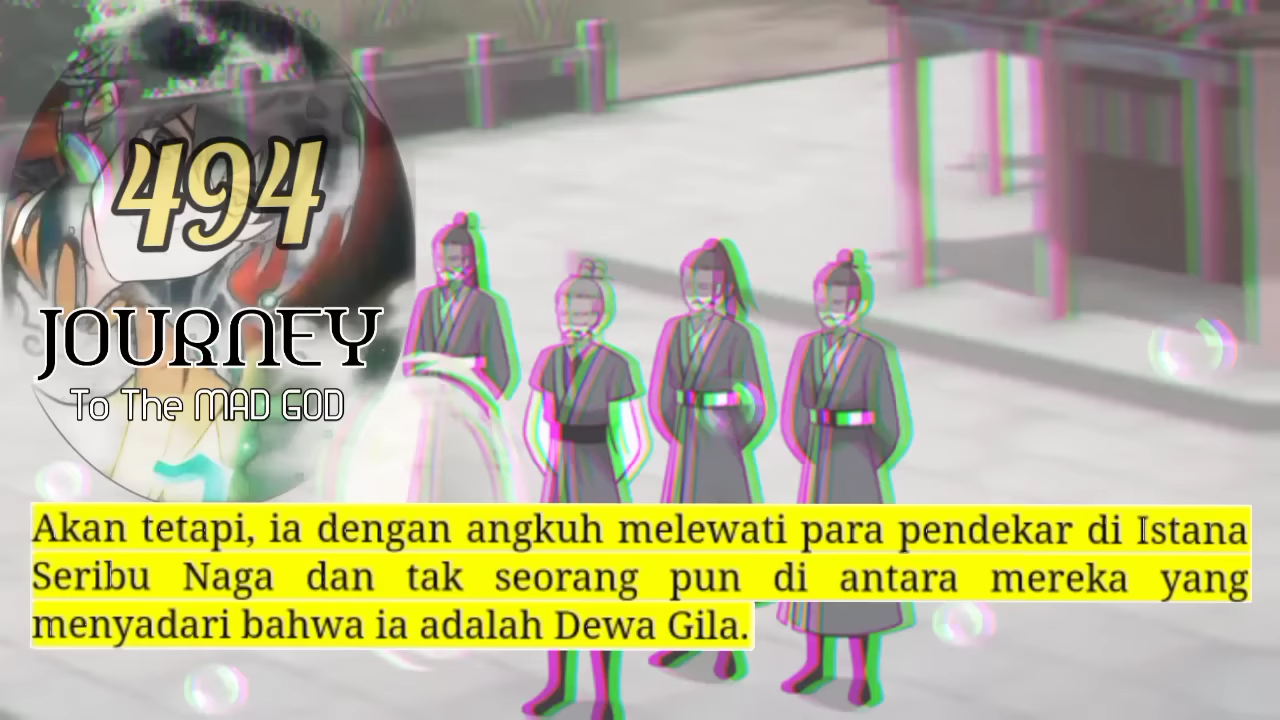 494
JOURNEY
To The MAD GOD
Akan tetapi, ia dengan angkuh melewati para pendekar di Istana
Seribu Naga dan tak seorang pun di antara mereka yang
menyadari bahwa ia adalah Dewa Gila.